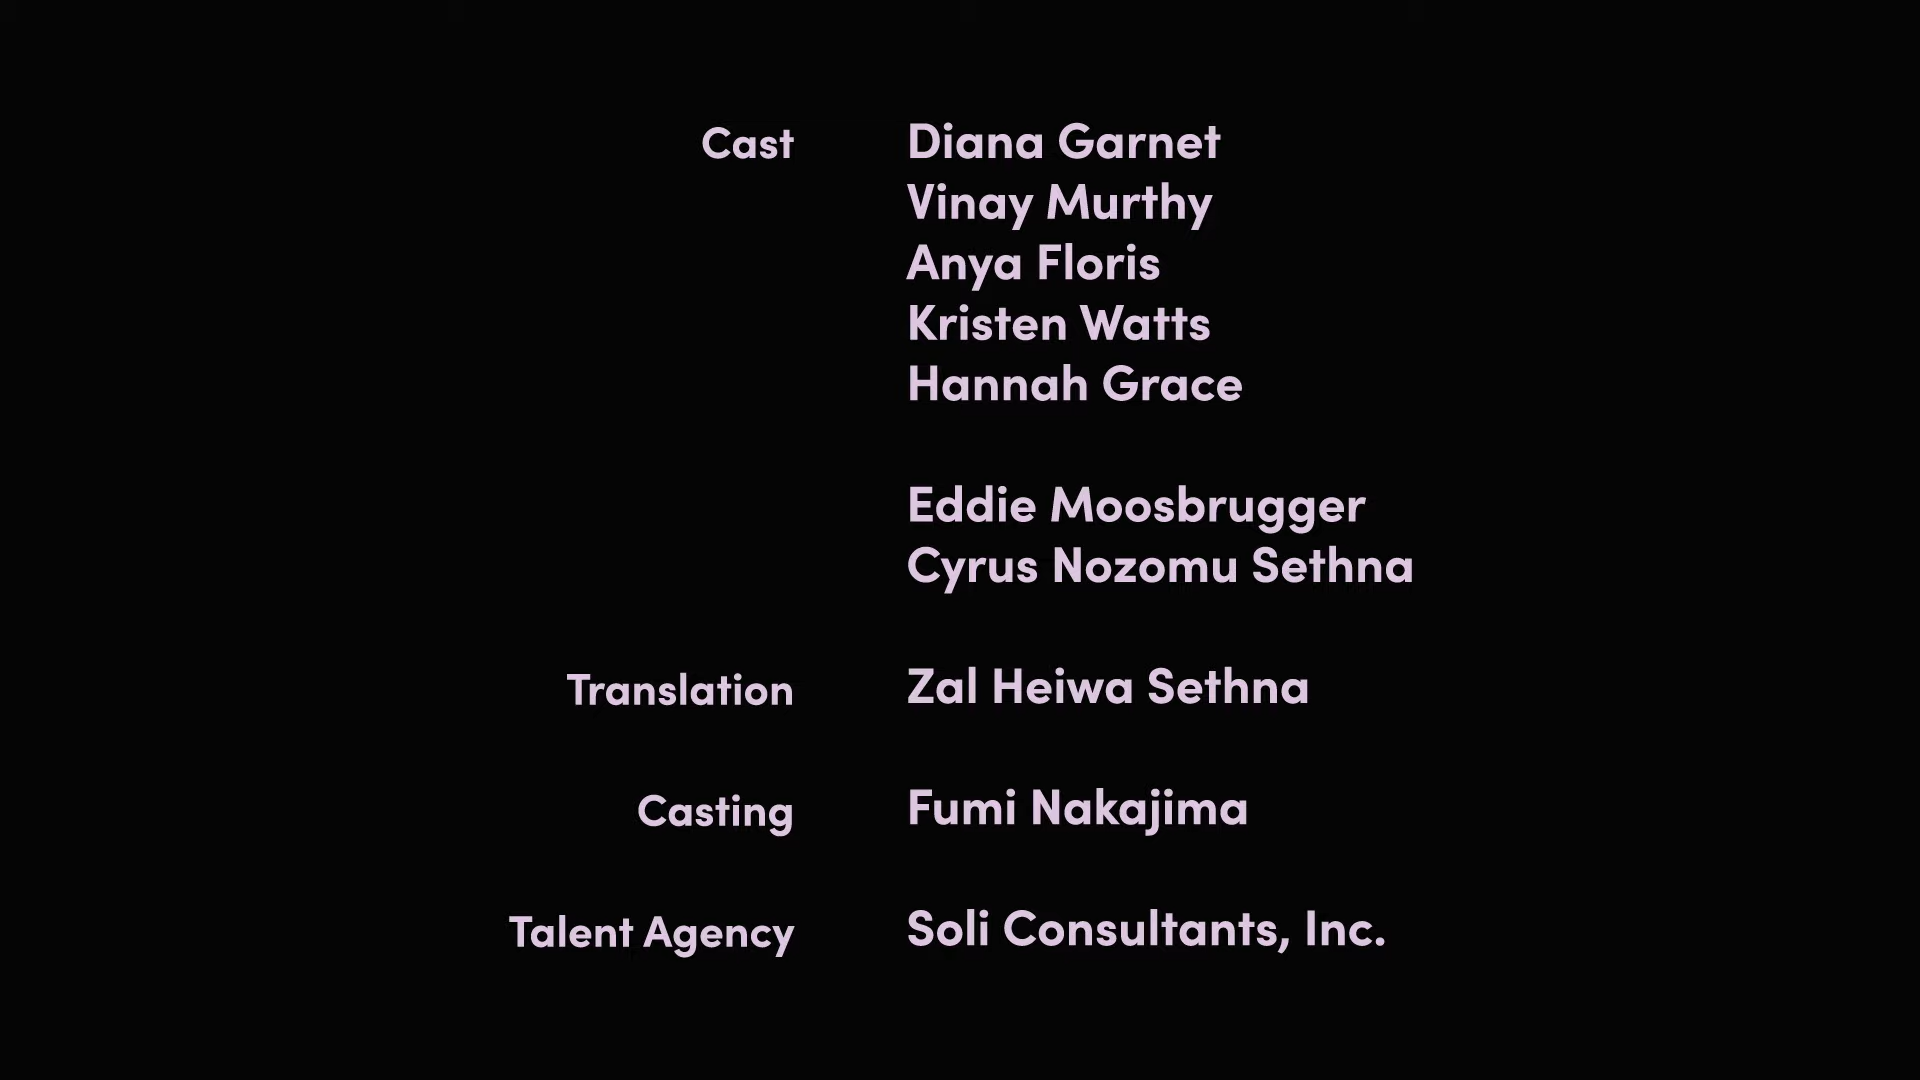 Cast Diana Garnet
Vinay Murthy
Anya Floris
Kristen Watts
Hannah Grace
Eddie Moosbrugger
Cyrus Nozomu Sethna
Translation Zal Heiwa Sethna
Casting Fumi Nakajima
Talent Agency Soli Consultants, Inc.